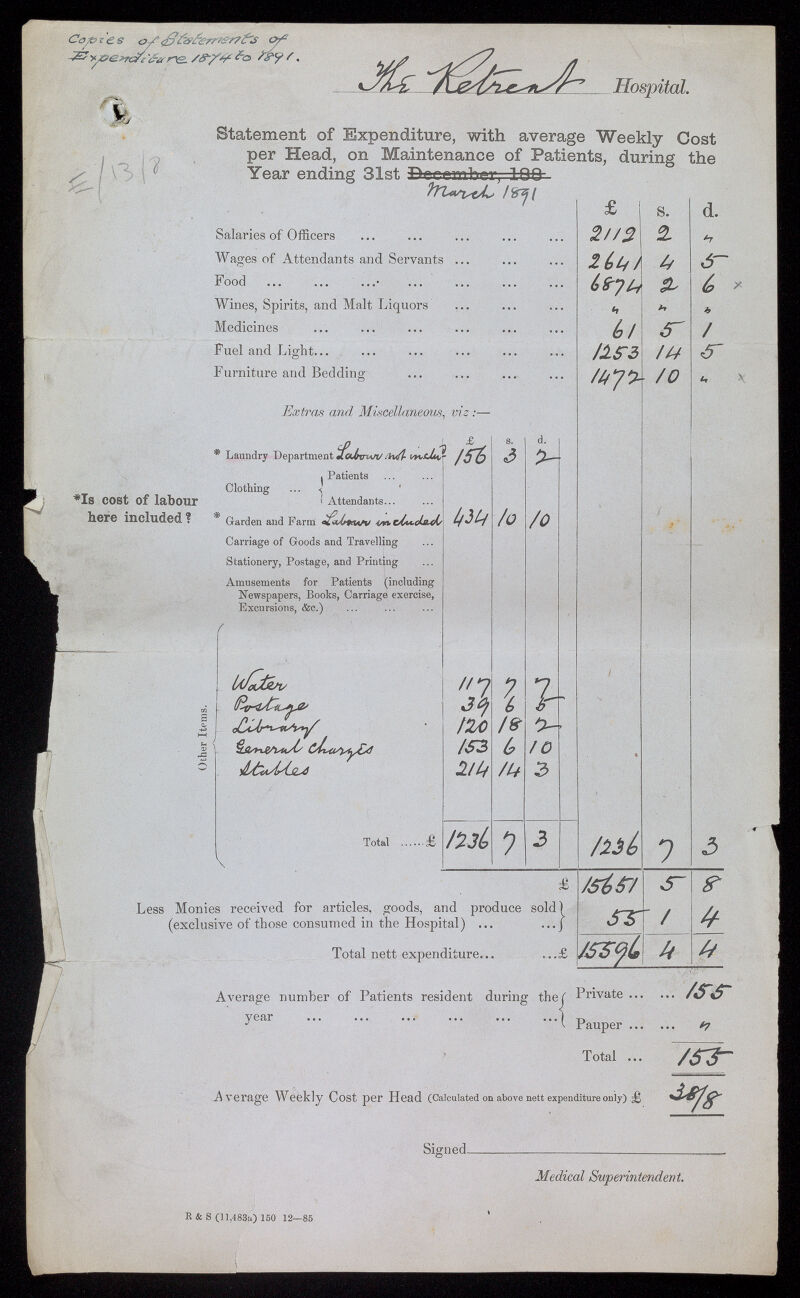 Copies of Statements of
Expenditure 1874 to 1891.
The Retreat Hospital.
E/13/8
Statement of Expenditure, with average Weekly Cost
per Head, on Maintenance of Patients, during the
Year ending 31st December, 188
March 1891
£ s. d.
Salaries of Officers ... ... ... ... ... 2112 2 "
Wages of Attendants and Servants ... ... ... 2641 4 5
Food ... ... ... ... ... ... ... 6874 2 6 x
Wines, Spirits, and Malt Liquors ... ... ... " " "
Medicines ... ... ... ... ... ... 61 5 1
Fuel and Light... ... ... ... ... ... 1253 14 5
Furniture and Bedding ... ... ... ... 1472 10 " x
Extras and Miscellaneous, viz :—
£ s. d.
* Laundry Department Labour not inclu? 156 3 2
Clothing ... { Patients ... ...
Attendants... ...
*Is cost of labour
here included ?
* Garden and Farm Labour included 434 10 10
Carriage of Goods and Travelling ...
Stationery, Postage, and Printing ...
Amusements for Patients (including
Newspapers, Books, Carriage exercise,
Excursions, &c.) ... ... ...
Other Items.
Water 117 7 7
Postage 39 6 5
Library 120 18 2
General Charges 153 6 10
Stables 214 14 3
Total ......£ 1236 7 3 1236 7 3
£ 15651 5 8
Less Monies received for articles, goods, and produce sold }
(exclusive of those consumed in the Hospital) ... ... } 55 1 4
Total nett expenditure... ...£ 15596 4 4
Average number of Patients resident during the { Private ... ... 155
year ... ... ... ... ... ... { Pauper ... ... "
Total ... 155
Average Weekly Cost per Head (Calculated on above nett expenditure only) £ 38/8
Signed
Medical Superintendent.
R & S (11,483a) 150 12—85